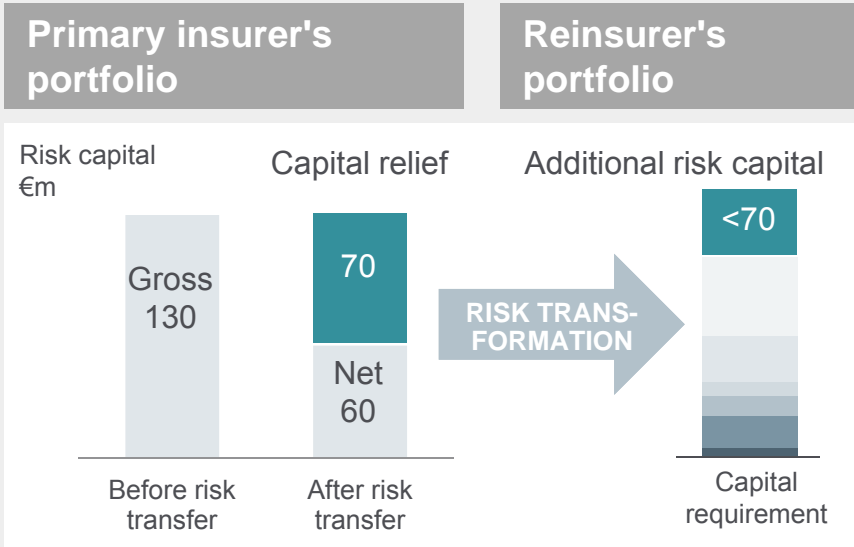 Primary insurer's
portfolio
Reinsurer's
portfolio
Risk capital
€m
Capital relief
Additional risk capital
Gross
130
70
Net
60
RISK TRANS-
FORMATION
<70
Before risk
transfer
After risk
transfer
Capital
requirement